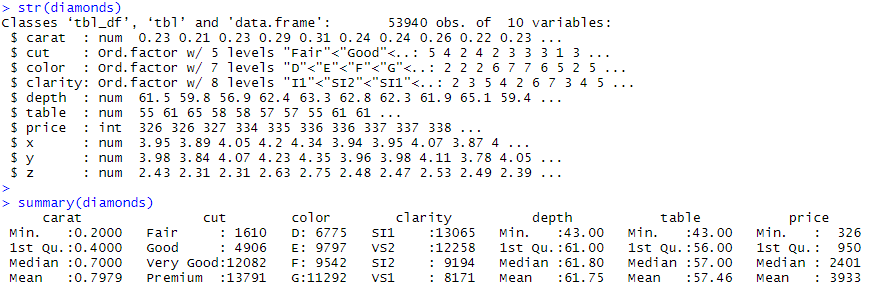 > str(diamonds)
Classes ‘tbl_df’, ‘tbl’ and 'data.frame':       53940 obs. of  10 variables:
 $ carat  : num  0.23 0.21 0.23 0.29 0.31 0.24 0.24 0.26 0.22 0.23 ...
 $ cut    : Ord.factor w/ 5 levels "Fair"<"Good"<..: 5 4 2 4 2 3 3 3 1 3 ...
 $ color  : Ord.factor w/ 7 levels "D"<"E"<"F"<"G"<..: 2 2 2 6 7 7 6 5 2 5 ...
 $ clarity: Ord.factor w/ 8 levels "I1"<"SI2"<"SI1"<..: 2 3 5 4 2 6 7 3 4 5 ...
 $ depth  : num  61.5 59.8 56.9 62.4 63.3 62.8 62.3 61.9 65.1 59.4 ...
 $ table  : num  55 61 65 58 58 57 57 55 61 61 ...
 $ price  : int  326 326 327 334 335 336 336 337 337 338 ...
 $ x      : num  3.95 3.89 4.05 4.2 4.34 3.94 3.95 4.07 3.87 4 ...
 $ y      : num  3.98 3.84 4.07 4.23 4.35 3.96 3.98 4.11 3.78 4.05 ...
 $ z      : num  2.43 2.31 2.31 2.63 2.75 2.48 2.47 2.53 2.49 2.39 ...
>
> summary(diamonds)
     carat               cut        color        clarity          depth           table           price
 Min.   :0.2000   Fair     : 1610   D: 6775   SI1    :13065   Min.   :43.00   Min.   :43.00   Min.   :  326
 1st Qu.:0.4000   Good     : 4906   E: 9797   VS2    :12258   1st Qu.:61.00   1st Qu.:56.00   1st Qu.:  950
 Median :0.7000   Very Good:12082   F: 9542   SI2    : 9194   Median :61.80   Median :57.00   Median : 2401
 Mean   :0.7979   Premium  :13791   G:11292   VS1    : 8171   Mean   :61.75   Mean   :57.46   Mean   : 3933